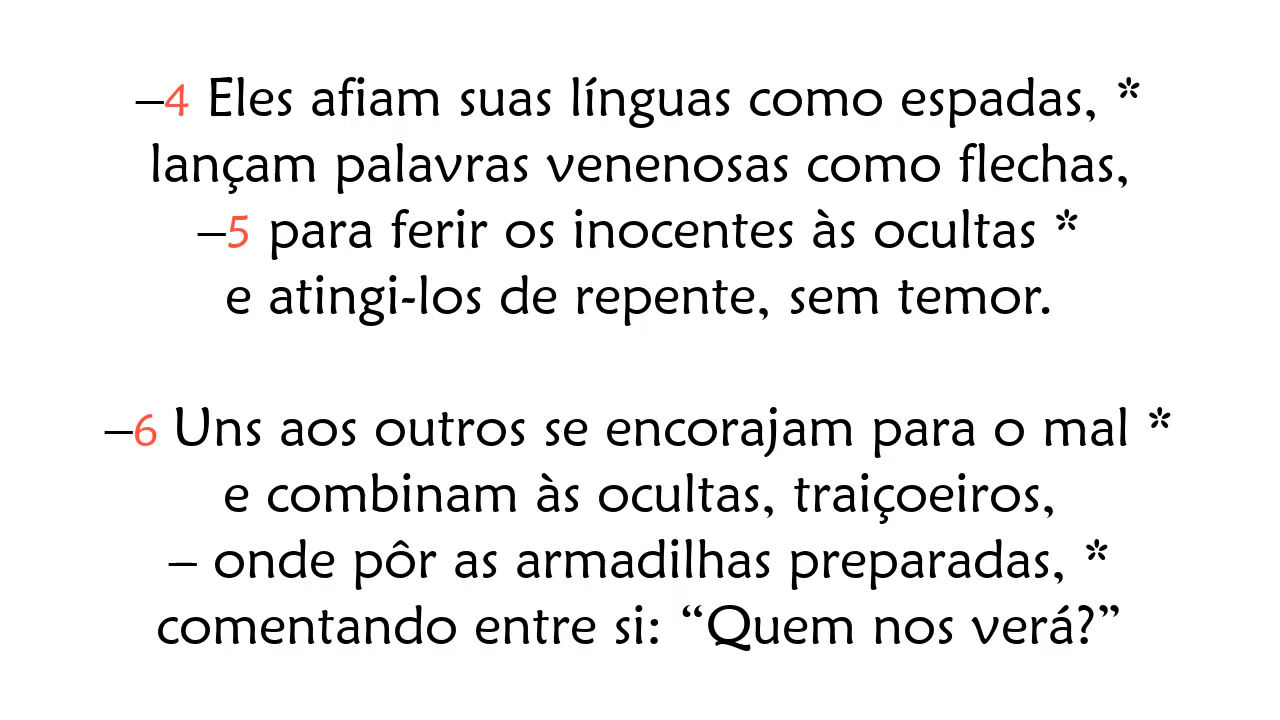 –4 Eles afiam suas línguas como espadas, *
lançam palavras venenosas como flechas,
–5 para ferir os inocentes às ocultas *
e atingi-los de repente, sem temor.
–6 Uns aos outros se encorajam para o mal *
e combinam às ocultas, traiçoeiros,
– onde pôr as armadilhas preparadas, *
comentando entre si: “Quem nos verá?”